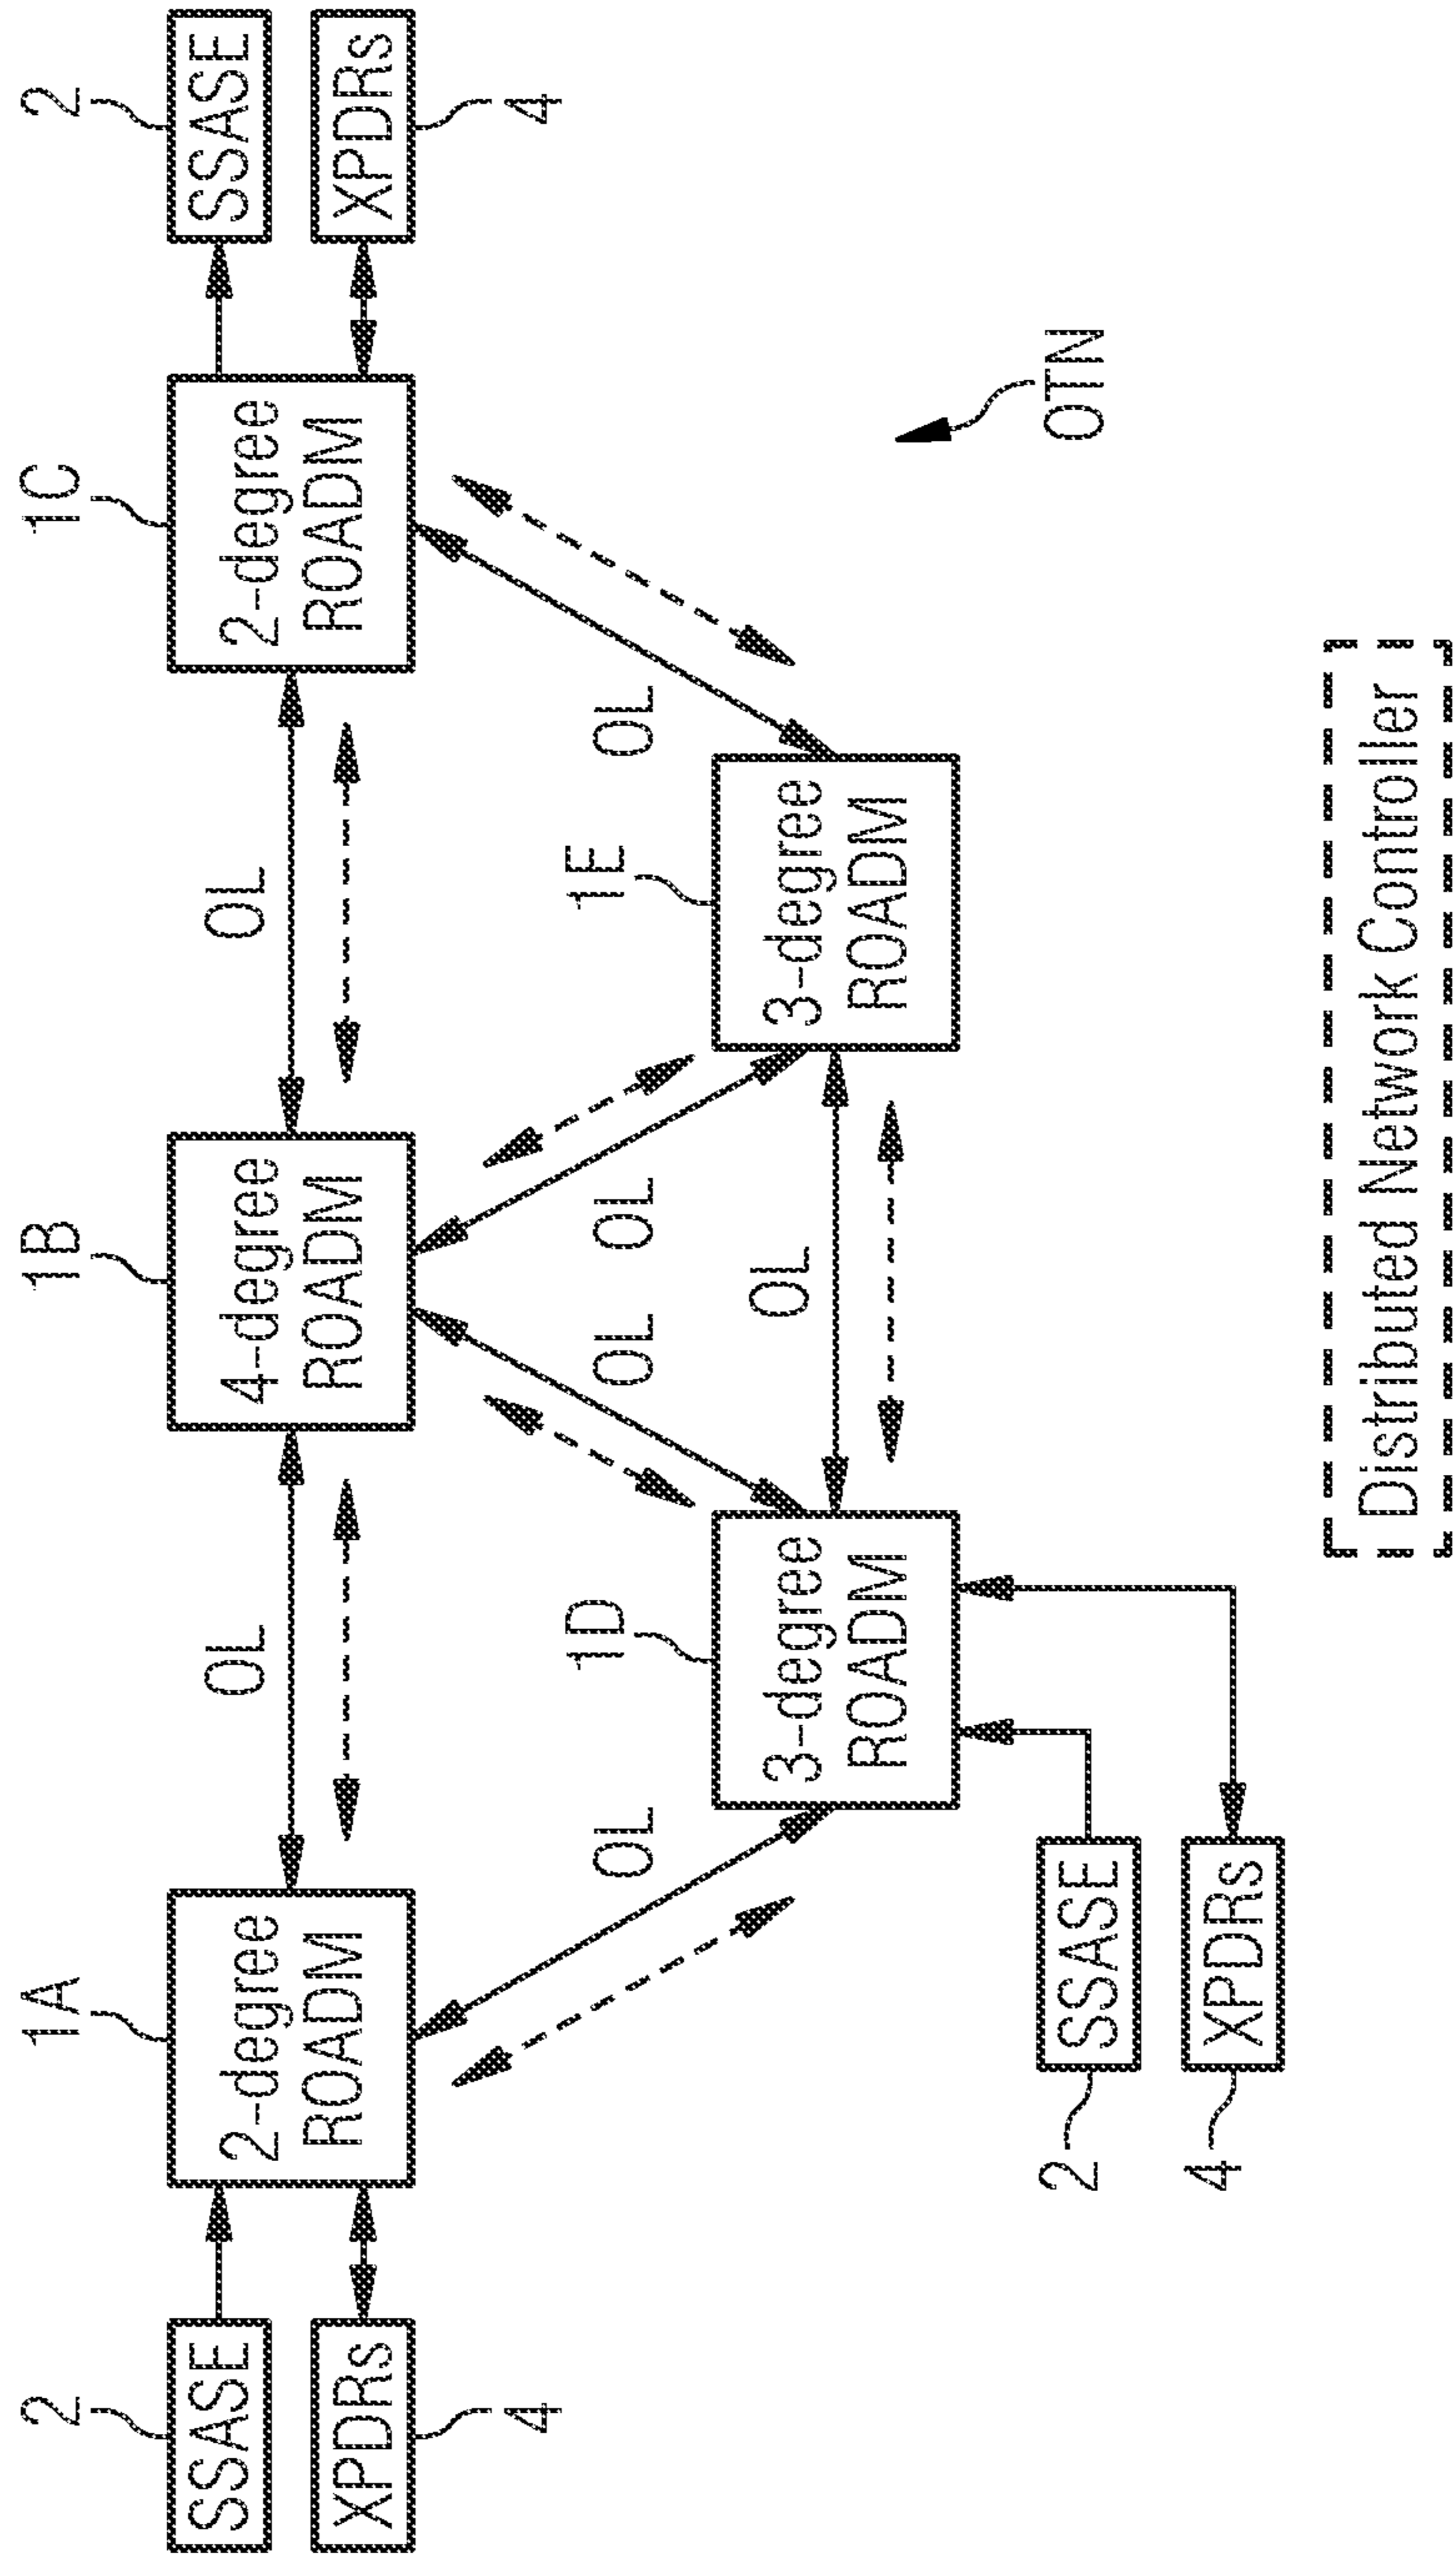 2
1A
1B
1C
2
SSASE
2-degree
ROADM
OL
4-degree
ROADM
OL
2-degree
ROADM
SSASE
XPDRs
XPDRs
4
4
OL
1D
OL
OL
1E
OL
3-degree
ROADM
OL
3-degree
ROADM
2
SSASE
OTN
4
XPDRs
Distributed Network Controller